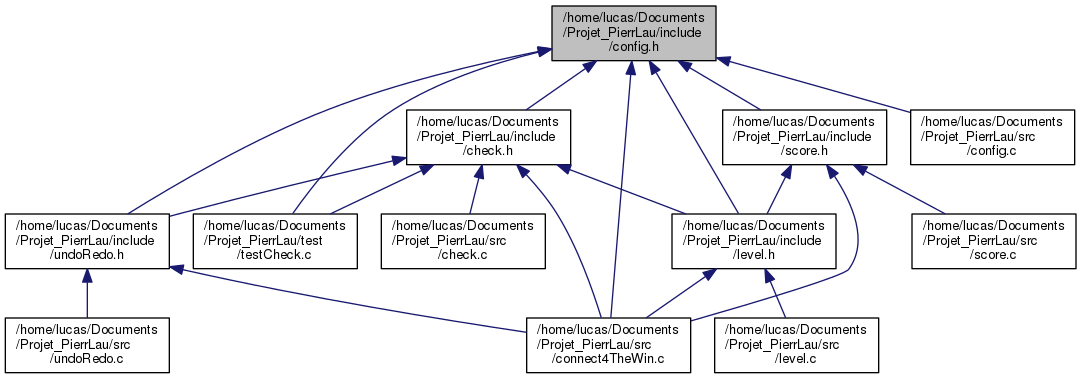 /home/lucas/Documents
/Projet_PierrLau/include
/config.h
/home/lucas/Documents
/Projet_PierrLau/include
/check.h
/home/lucas/Documents
/Projet_PierrLau/include
/score.h
/home/lucas/Documents
/Projet_PierrLau/src
/config.c
/home/lucas/Documents
/Projet_PierrLau/include
/undoRedo.h
/home/lucas/Documents
/Projet_PierrLau/test
/testCheck.c
/home/lucas/Documents
/Projet_PierrLau/src
/check.c
/home/lucas/Documents
/Projet_PierrLau/include
/level.h
/home/lucas/Documents
/Projet_PierrLau/src
/score.c
/home/lucas/Documents
/Projet_PierrLau/src
/undoRedo.c
/home/lucas/Documents
/Projet_PierrLau/src
/connect4TheWin.c
/home/lucas/Documents
/Projet_PierrLau/src
/level.c